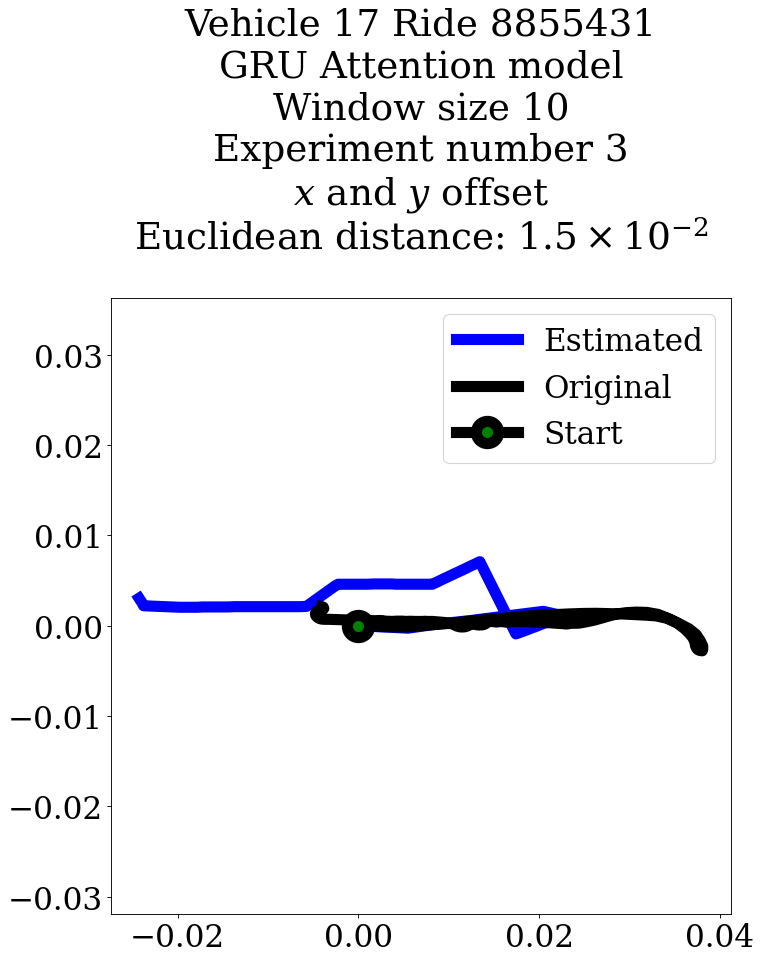 Vehicle 17 Ride 8855431
GRU Attention model
Window size 10
Experiment number 3
x and y offset
Euclidean distance: 1.5 × 10⁻²
Estimated
Original
Start
0.03
0.02
0.01
0.00
−0.01
−0.02
−0.03
−0.02 0.00 0.02 0.04